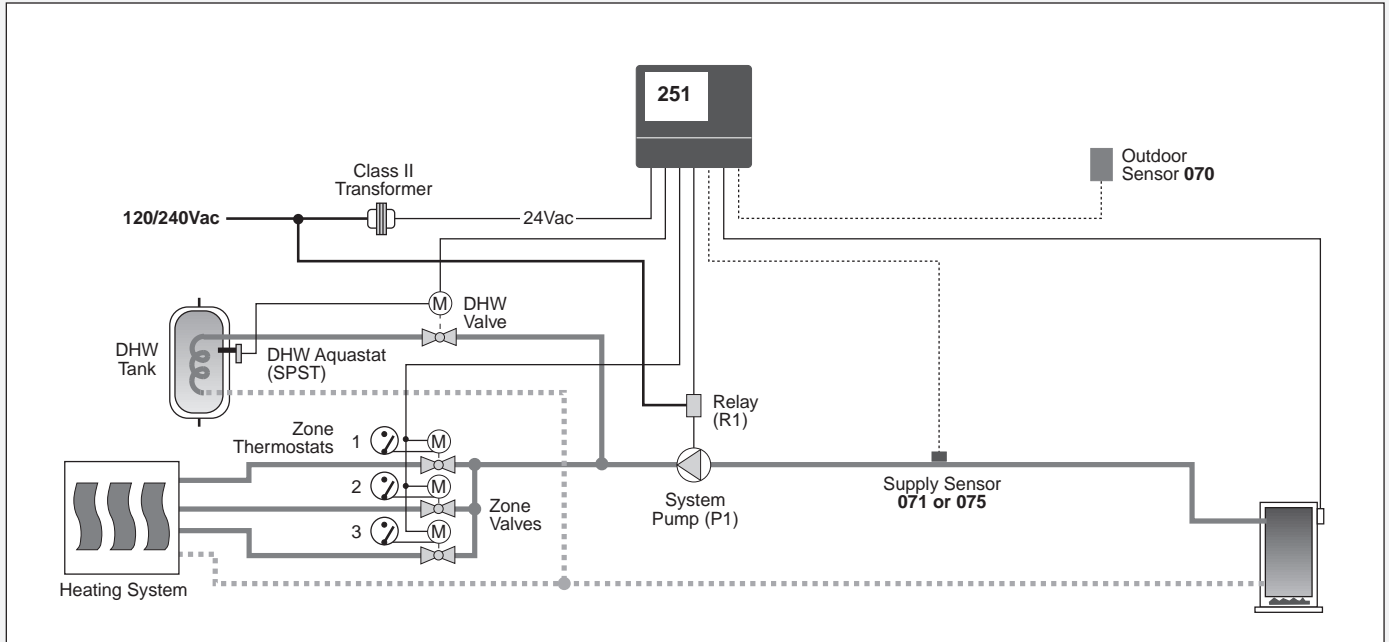 251
Outdoor
Sensor 070
Class II
Transformer
120/240Vac
24Vac
M
DHW
Valve
DHW
Tank
DHW Aquastat
(SPST)
Relay
(R1)
Zone
Thermostats
1
M
2
M
3
M
Zone
Valves
System
Pump (P1)
Supply Sensor
071 or 075
Heating System